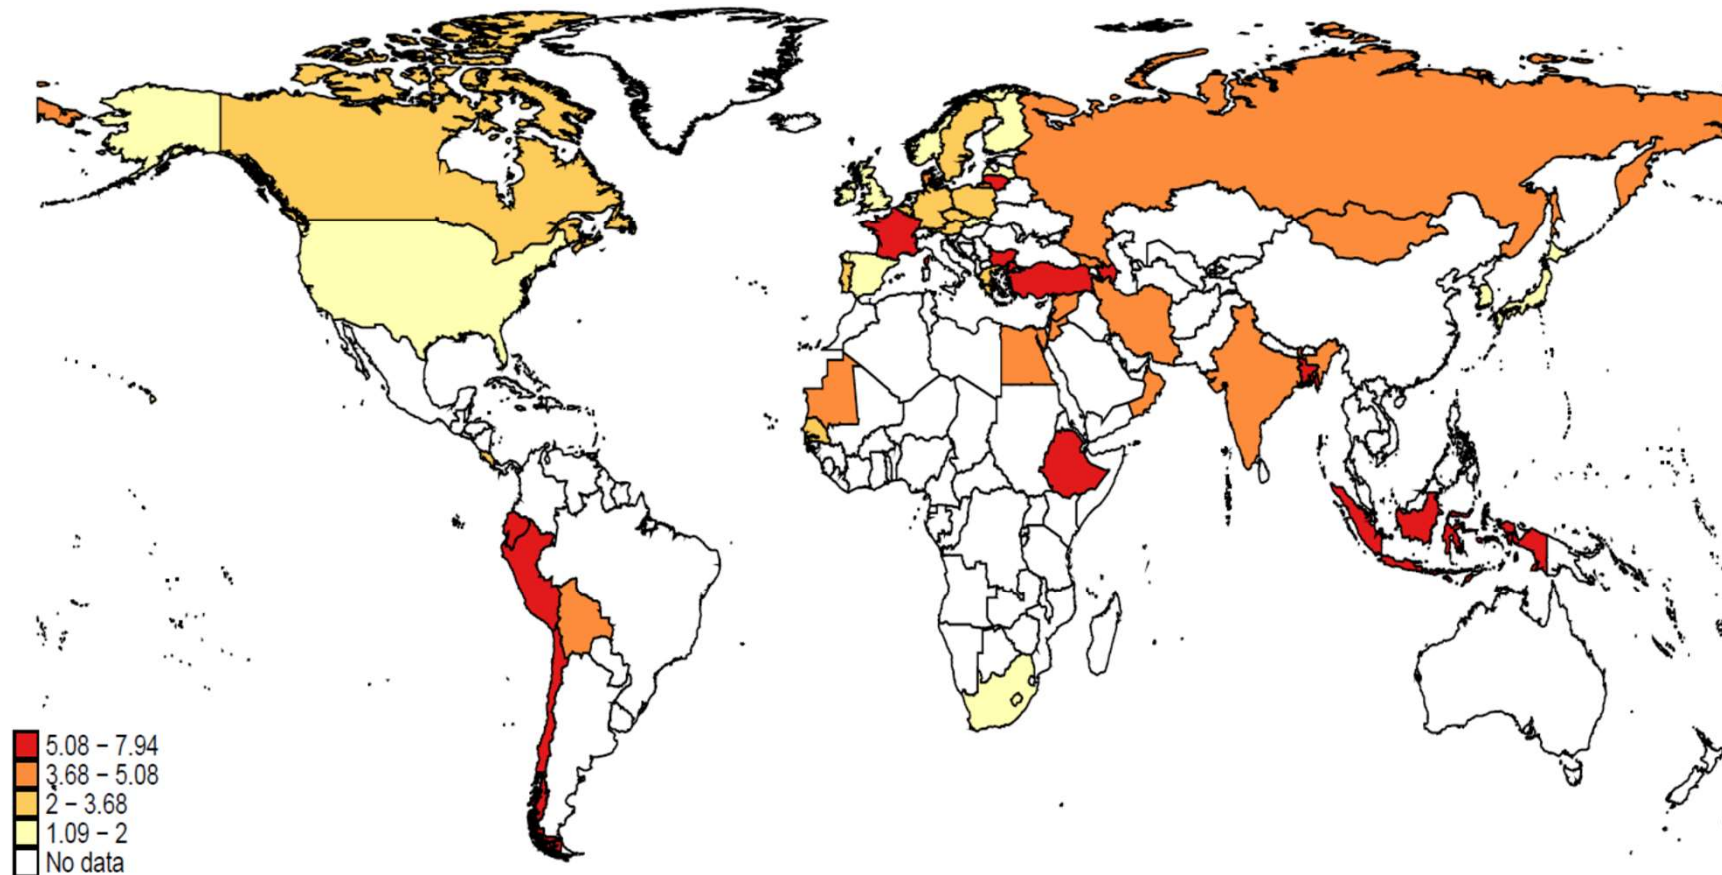 5.08 – 7.94
3.68 – 5.08
2 – 3.68
1.09 – 2
No data